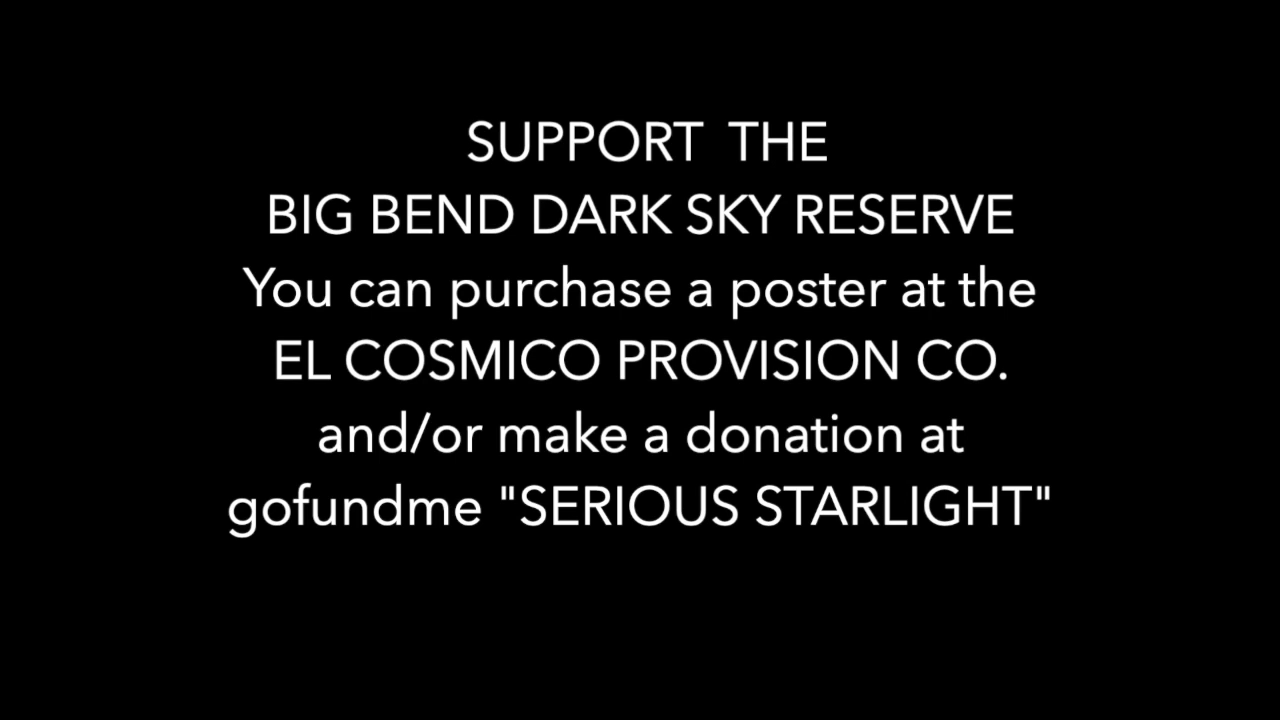 SUPPORT  THE
BIG BEND DARK SKY RESERVE
You can purchase a poster at the
EL COSMICO PROVISION CO.
and/or make a donation at
gofundme "SERIOUS STARLIGHT"